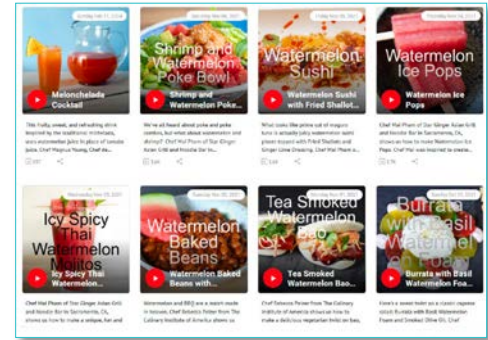 Shrimp and
Watermelon
Poke Bowl
Watermelon
Sushi
Watermelon
Ice Pops
Melonchelada
Cocktail
Shrimp and
Watermelon Poke...
Watermelon Sushi
with Fried Shallot...
Watermelon Ice
Pops
This fruity, sweet, and refreshing drink
inspired by the traditional michelada,
uses watermelon juice in place of tomato
juice. Chef Magnus Young, Chef de...
We've all heard about poke and poke
combos, but what about watermelon and
shrimp? Chef Mai Pham of Star Ginger
Asian Grill and Noodle Bar in...
What looks like prime cut of maguro
tuna is actually juicy watermelon sushi
pieces topped with Fried Shallots and
Ginger Lime Dressing. Chef Mai Pham o...
Chef Mai Pham of Star Ginger Asian Grill
and Noodle Bar in Sacramento, CA,
shows us how to make Watermelon Ice
Pops. Chef Mai was inspired to create...
Icy Spicy
Thai
Watermelon
Mojitos
Watermelon
Baked
Beans
Tea Smoked
Watermelon
Bao
Burrata
with Basil
Watermel
on Foam
Icy Spicy Thai
Watermelon...
Watermelon Baked
Beans with...
Tea Smoked
Watermelon Bao...
Burrata with Basil
Watermelon Foa...
Chef Mai Pham of Star Ginger Asian Grill
and Noodle Bar in Sacramento, CA,
shows us how to make a unique, hot and
Watermelon and BBQ are a match made
in heaven. Chef Rebecca Peizer from The
Culinary Institute of America shows us
Chef Rebecca Peizer from The Culinary
Institute of America shows us how to
make a delicious vegetarian twist on bao,
Here's a sweet twist on a classic caprese
salad: Burrata with Basil Watermelon
Foam and Smoked Olive Oil. Chef